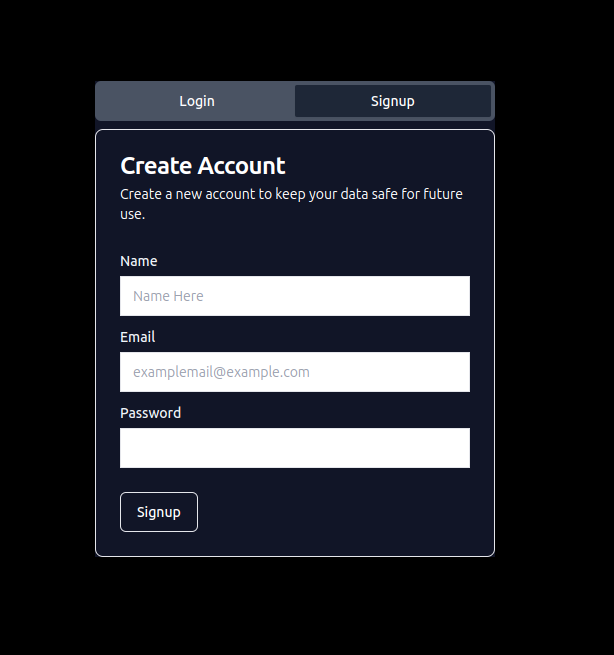 Login
Signup
Create Account
Create a new account to keep your data safe for future
use.
Name
Name Here
Email
examplemail@example.com
Password
Signup